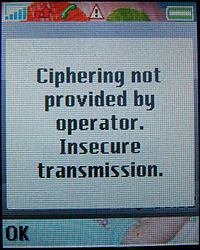 Ciphering not
provided by
operator.
Insecure
transmission.
OK